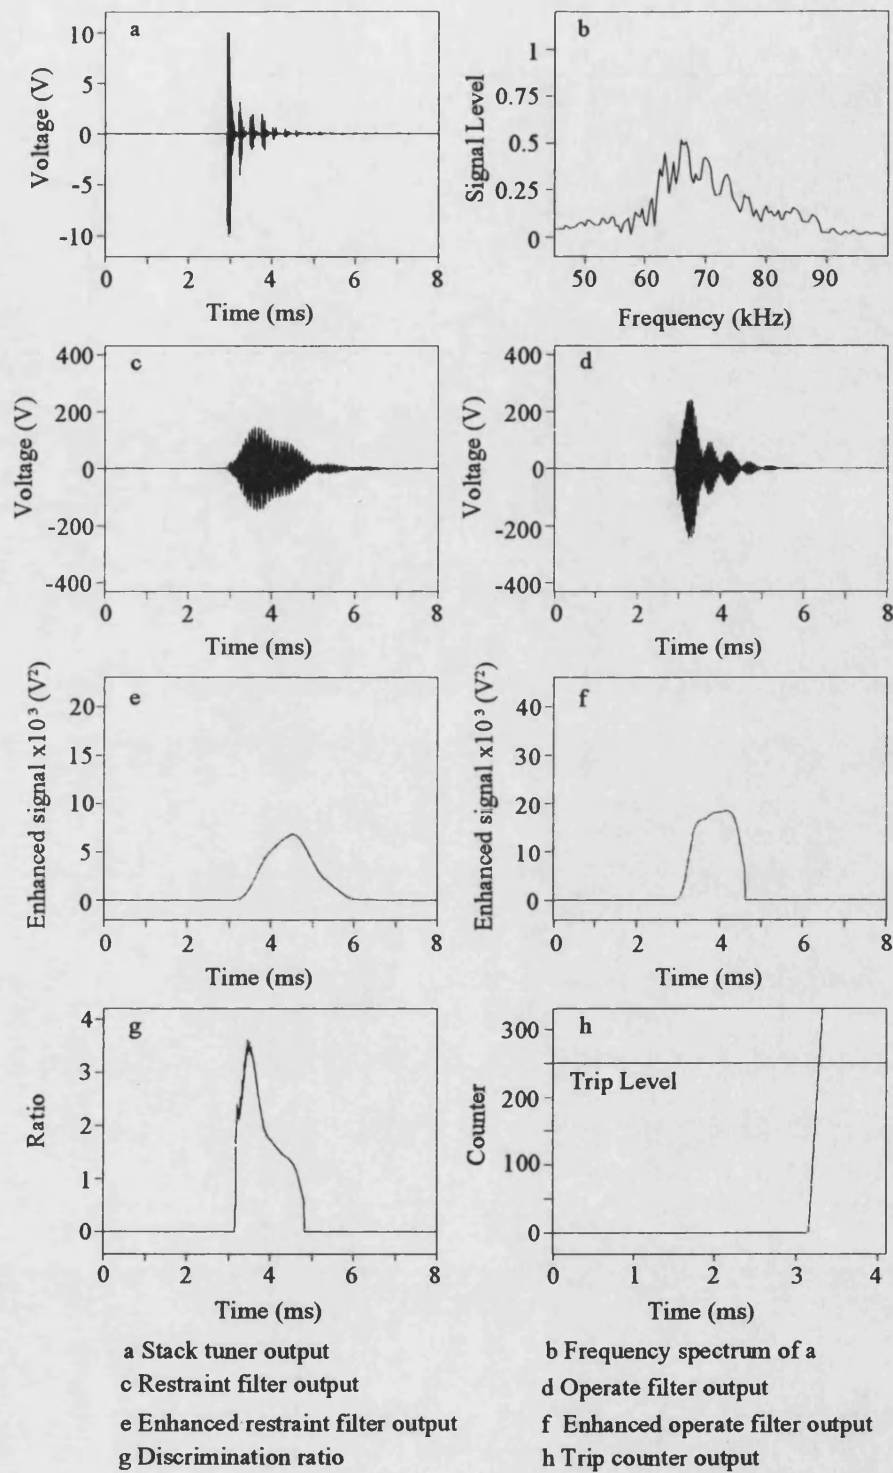 a
Voltage (V)
10
5
0
-5
-10
0 2 4 6 8
Time (ms)
b
Signal Level
1
0.75
0.5
0.25
0
50 60 70 80 90
Frequency (kHz)
c
Voltage (V)
400
200
0
-200
-400
0 2 4 6 8
Time (ms)
d
Voltage (V)
400
200
0
-200
-400
0 2 4 6 8
Time (ms)
e
Enhanced signal x10³ (V²)
20
15
10
5
0
0 2 4 6 8
Time (ms)
f
Enhanced signal x10³ (V²)
40
30
20
10
0
0 2 4 6 8
Time (ms)
g
Ratio
4
3
2
1
0
0 2 4 6 8
Time (ms)
h
Counter
300
200
100
0
Trip Level
0 1 2 3 4
Time (ms)
a Stack tuner output
b Frequency spectrum of a
c Restraint filter output
d Operate filter output
e Enhanced restraint filter output
f Enhanced operate filter output
g Discrimination ratio
h Trip counter output